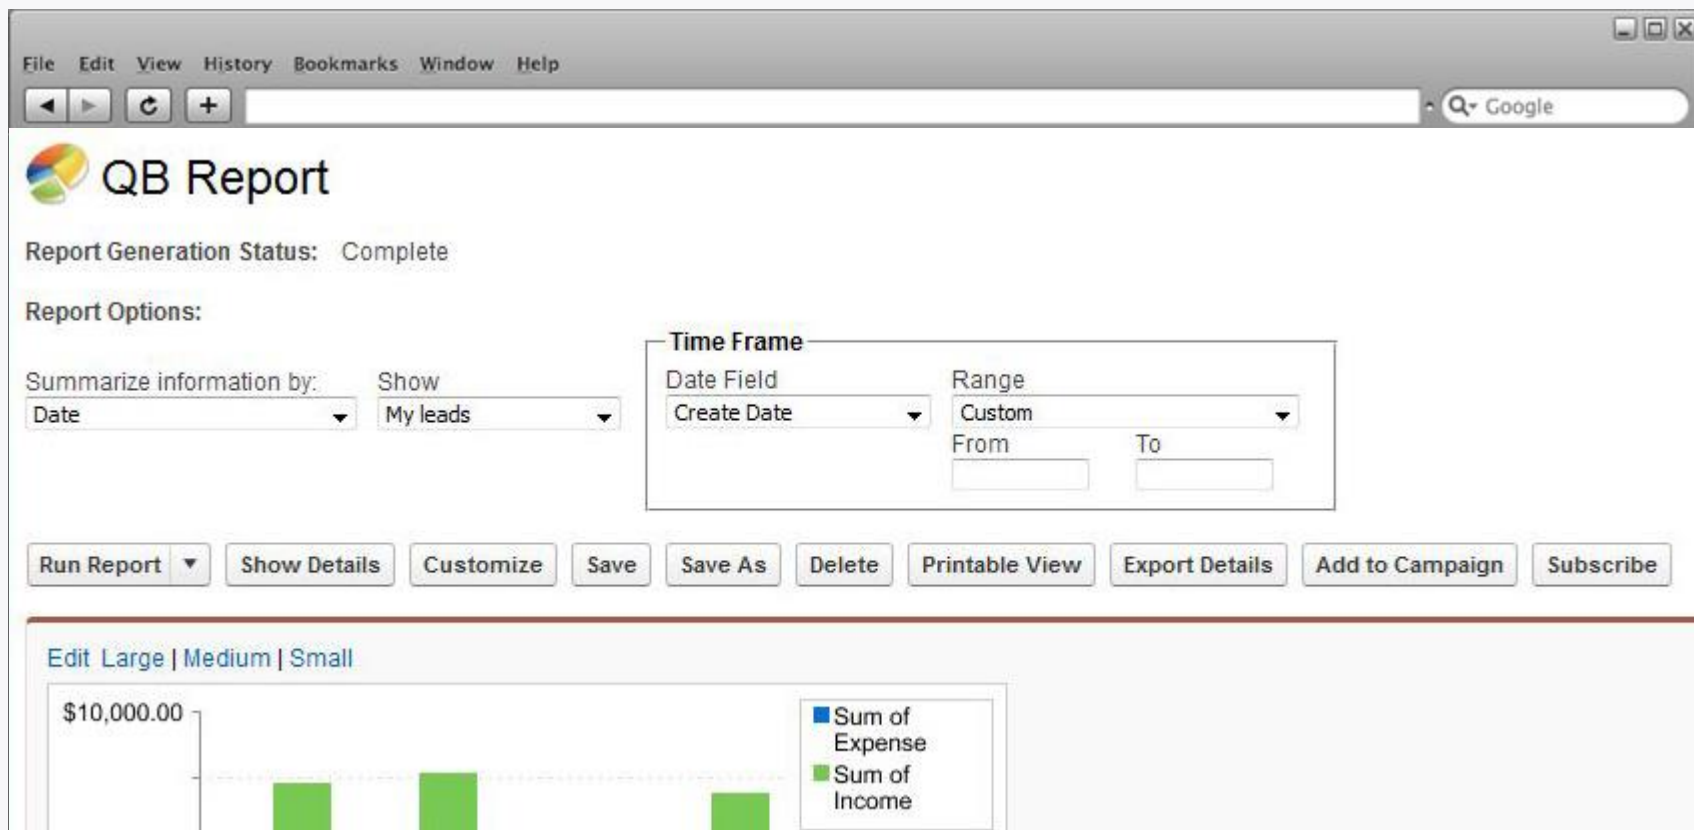 File Edit View History Bookmarks Window Help
Google
QB Report
Report Generation Status: Complete
Report Options:
Time Frame
Summarize information by: Show Date Field Range
Date My leads Create Date Custom
From To
Run Report Show Details Customize Save Save As Delete Printable View Export Details Add to Campaign Subscribe
Edit Large | Medium | Small
$10,000.00
Sum of
Expense
Sum of
Income